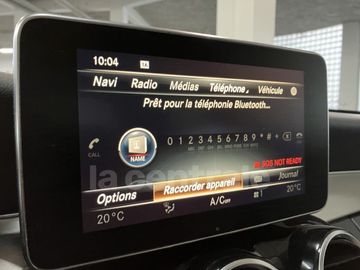 10:04
Navi Radio Médias Téléphone Véhicule
Prêt pour la téléphonie Bluetooth...
CALL
NAME
1 2 3 4 5 6 7 8 9 * # +
SOS NOT READY
Options Raccorder appareil Journal
20°C A/C OFF 20°C